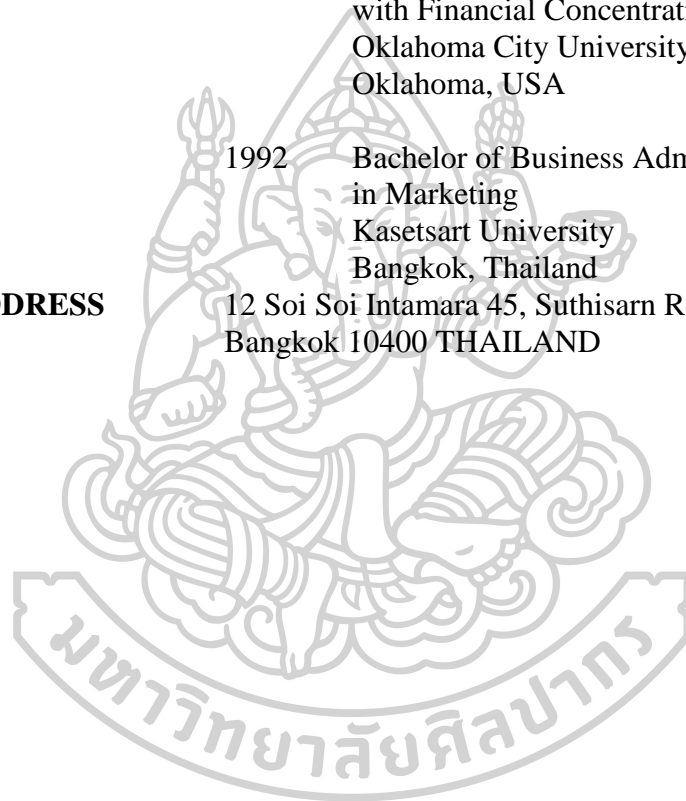 with Financial Concentrati
Oklahoma City University
Oklahoma, USA
1992 Bachelor of Business Adm
in Marketing
Kasetsart University
Bangkok, Thailand
DRESS 12 Soi Soi Intamara 45, Suthisarn R
Bangkok 10400 THAILAND
มหาวิทยาลัยศิลปากร